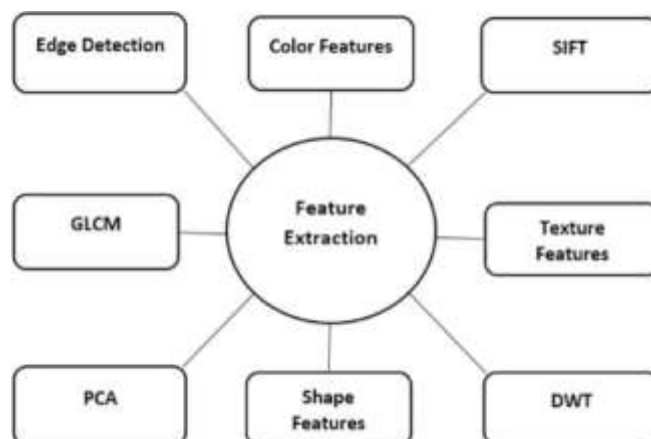 Edge Detection
Color Features
SIFT
GLCM
Feature
Extraction
Texture
Features
PCA
Shape
Features
DWT